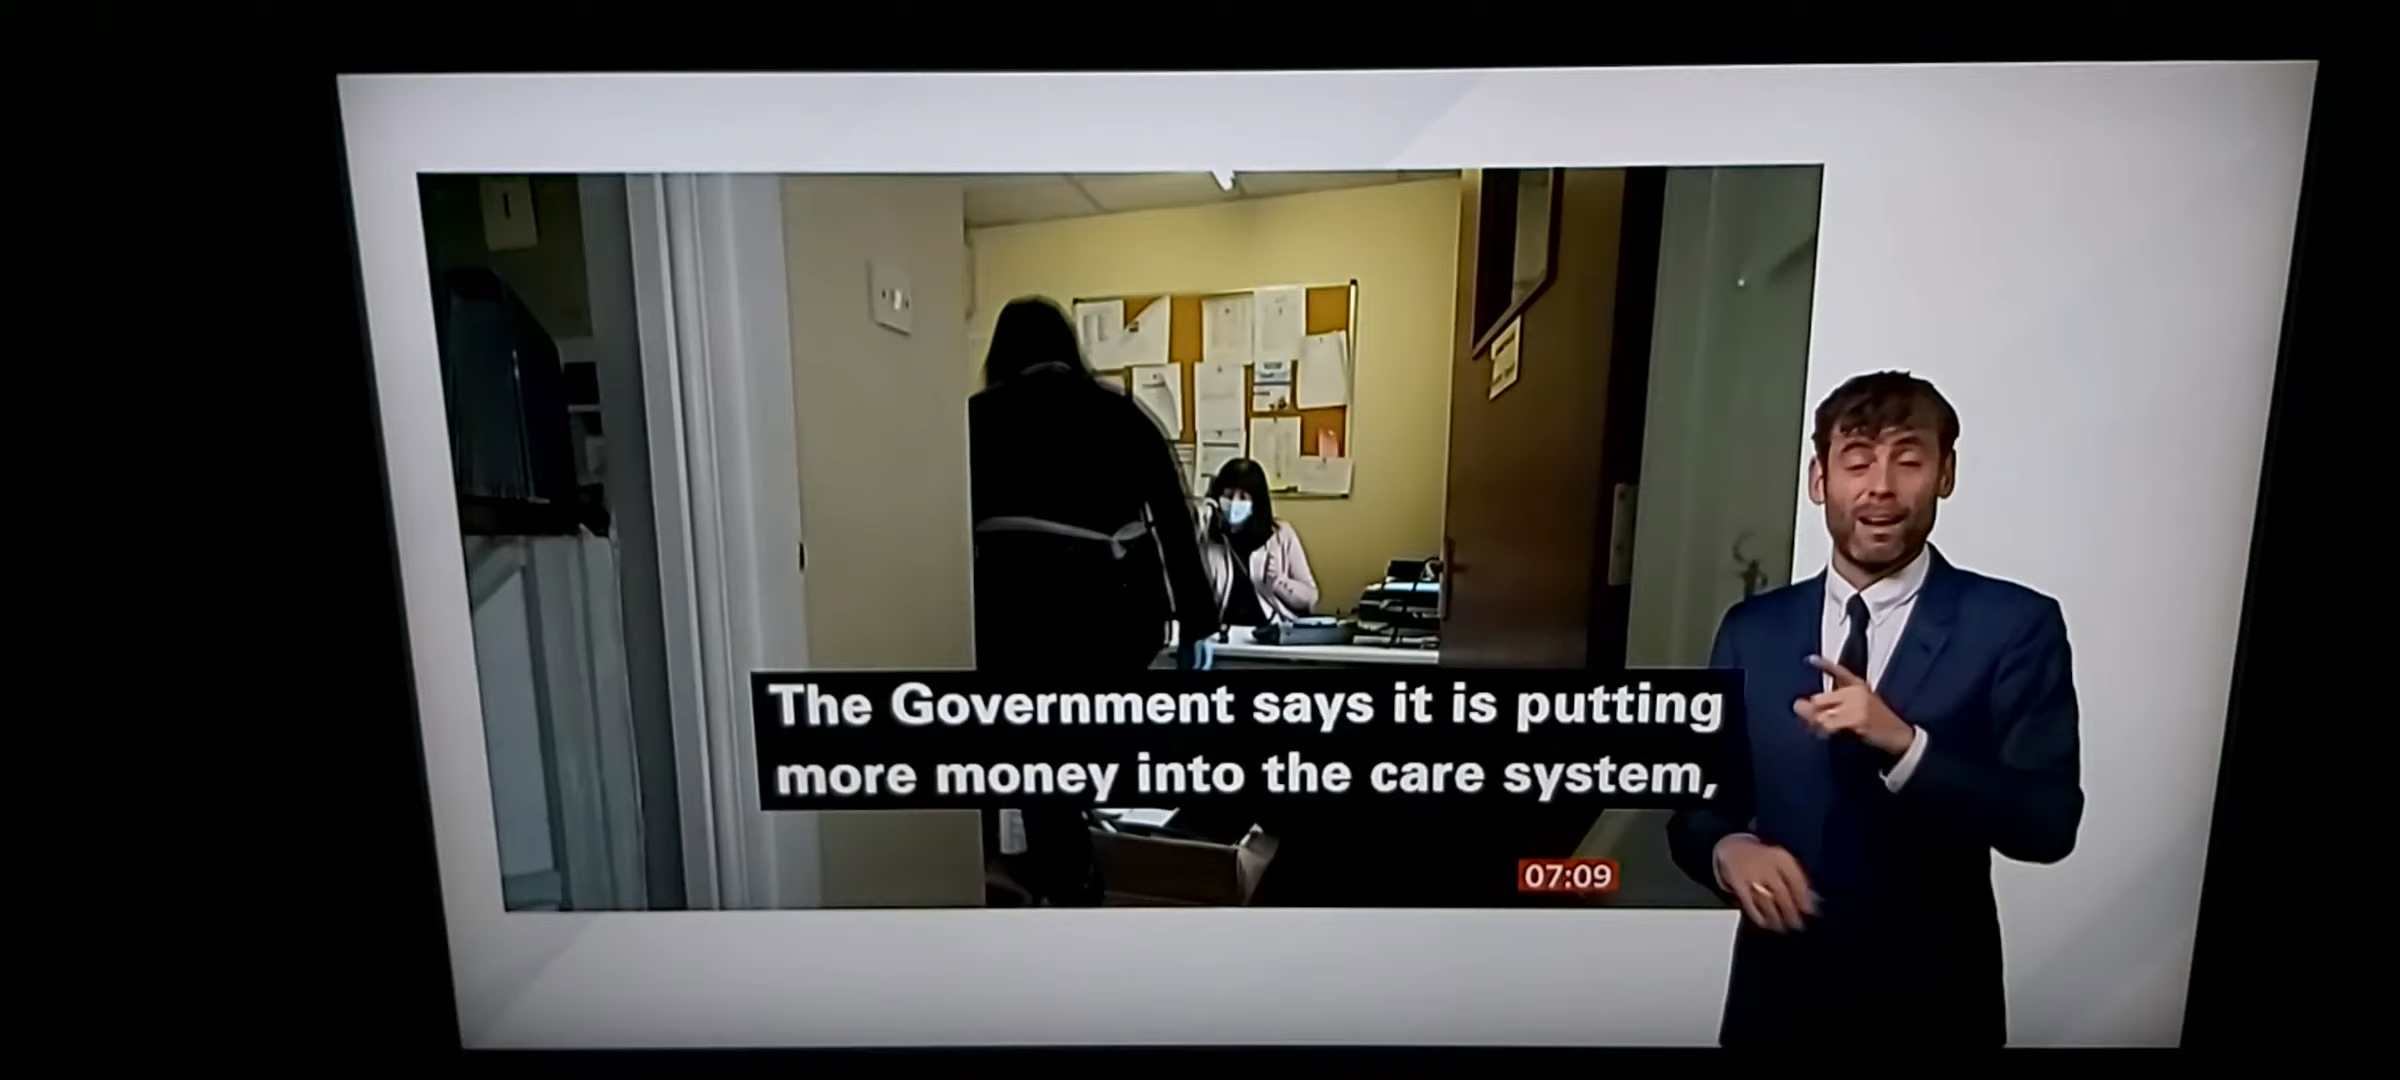 The Government says it is putting
more money into the care system,
07:09